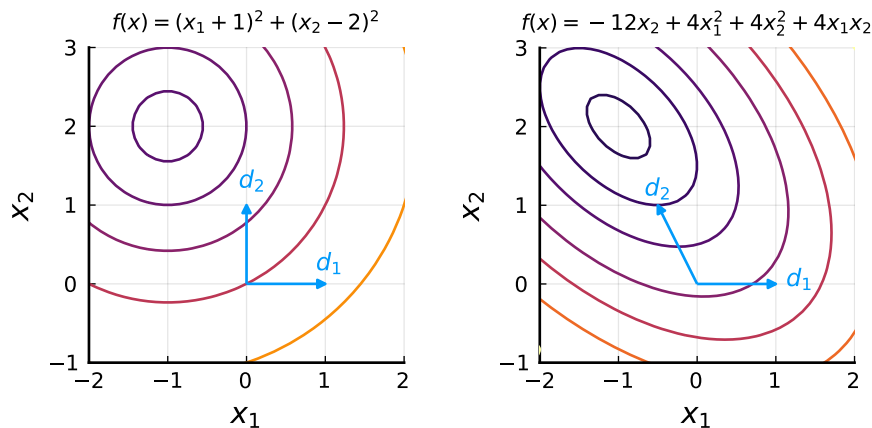 f(x) = (x₁ + 1)² + (x₂ − 2)²
3
2
1
0
−1
−2
−1
0
1
2
x₂
x₁
d₂
d₁
f(x) = − 12x₂ + 4x₁² + 4x₂² + 4x₁x₂
3
2
1
0
−1
−2
−1
0
1
2
x₂
x₁
d₂
d₁